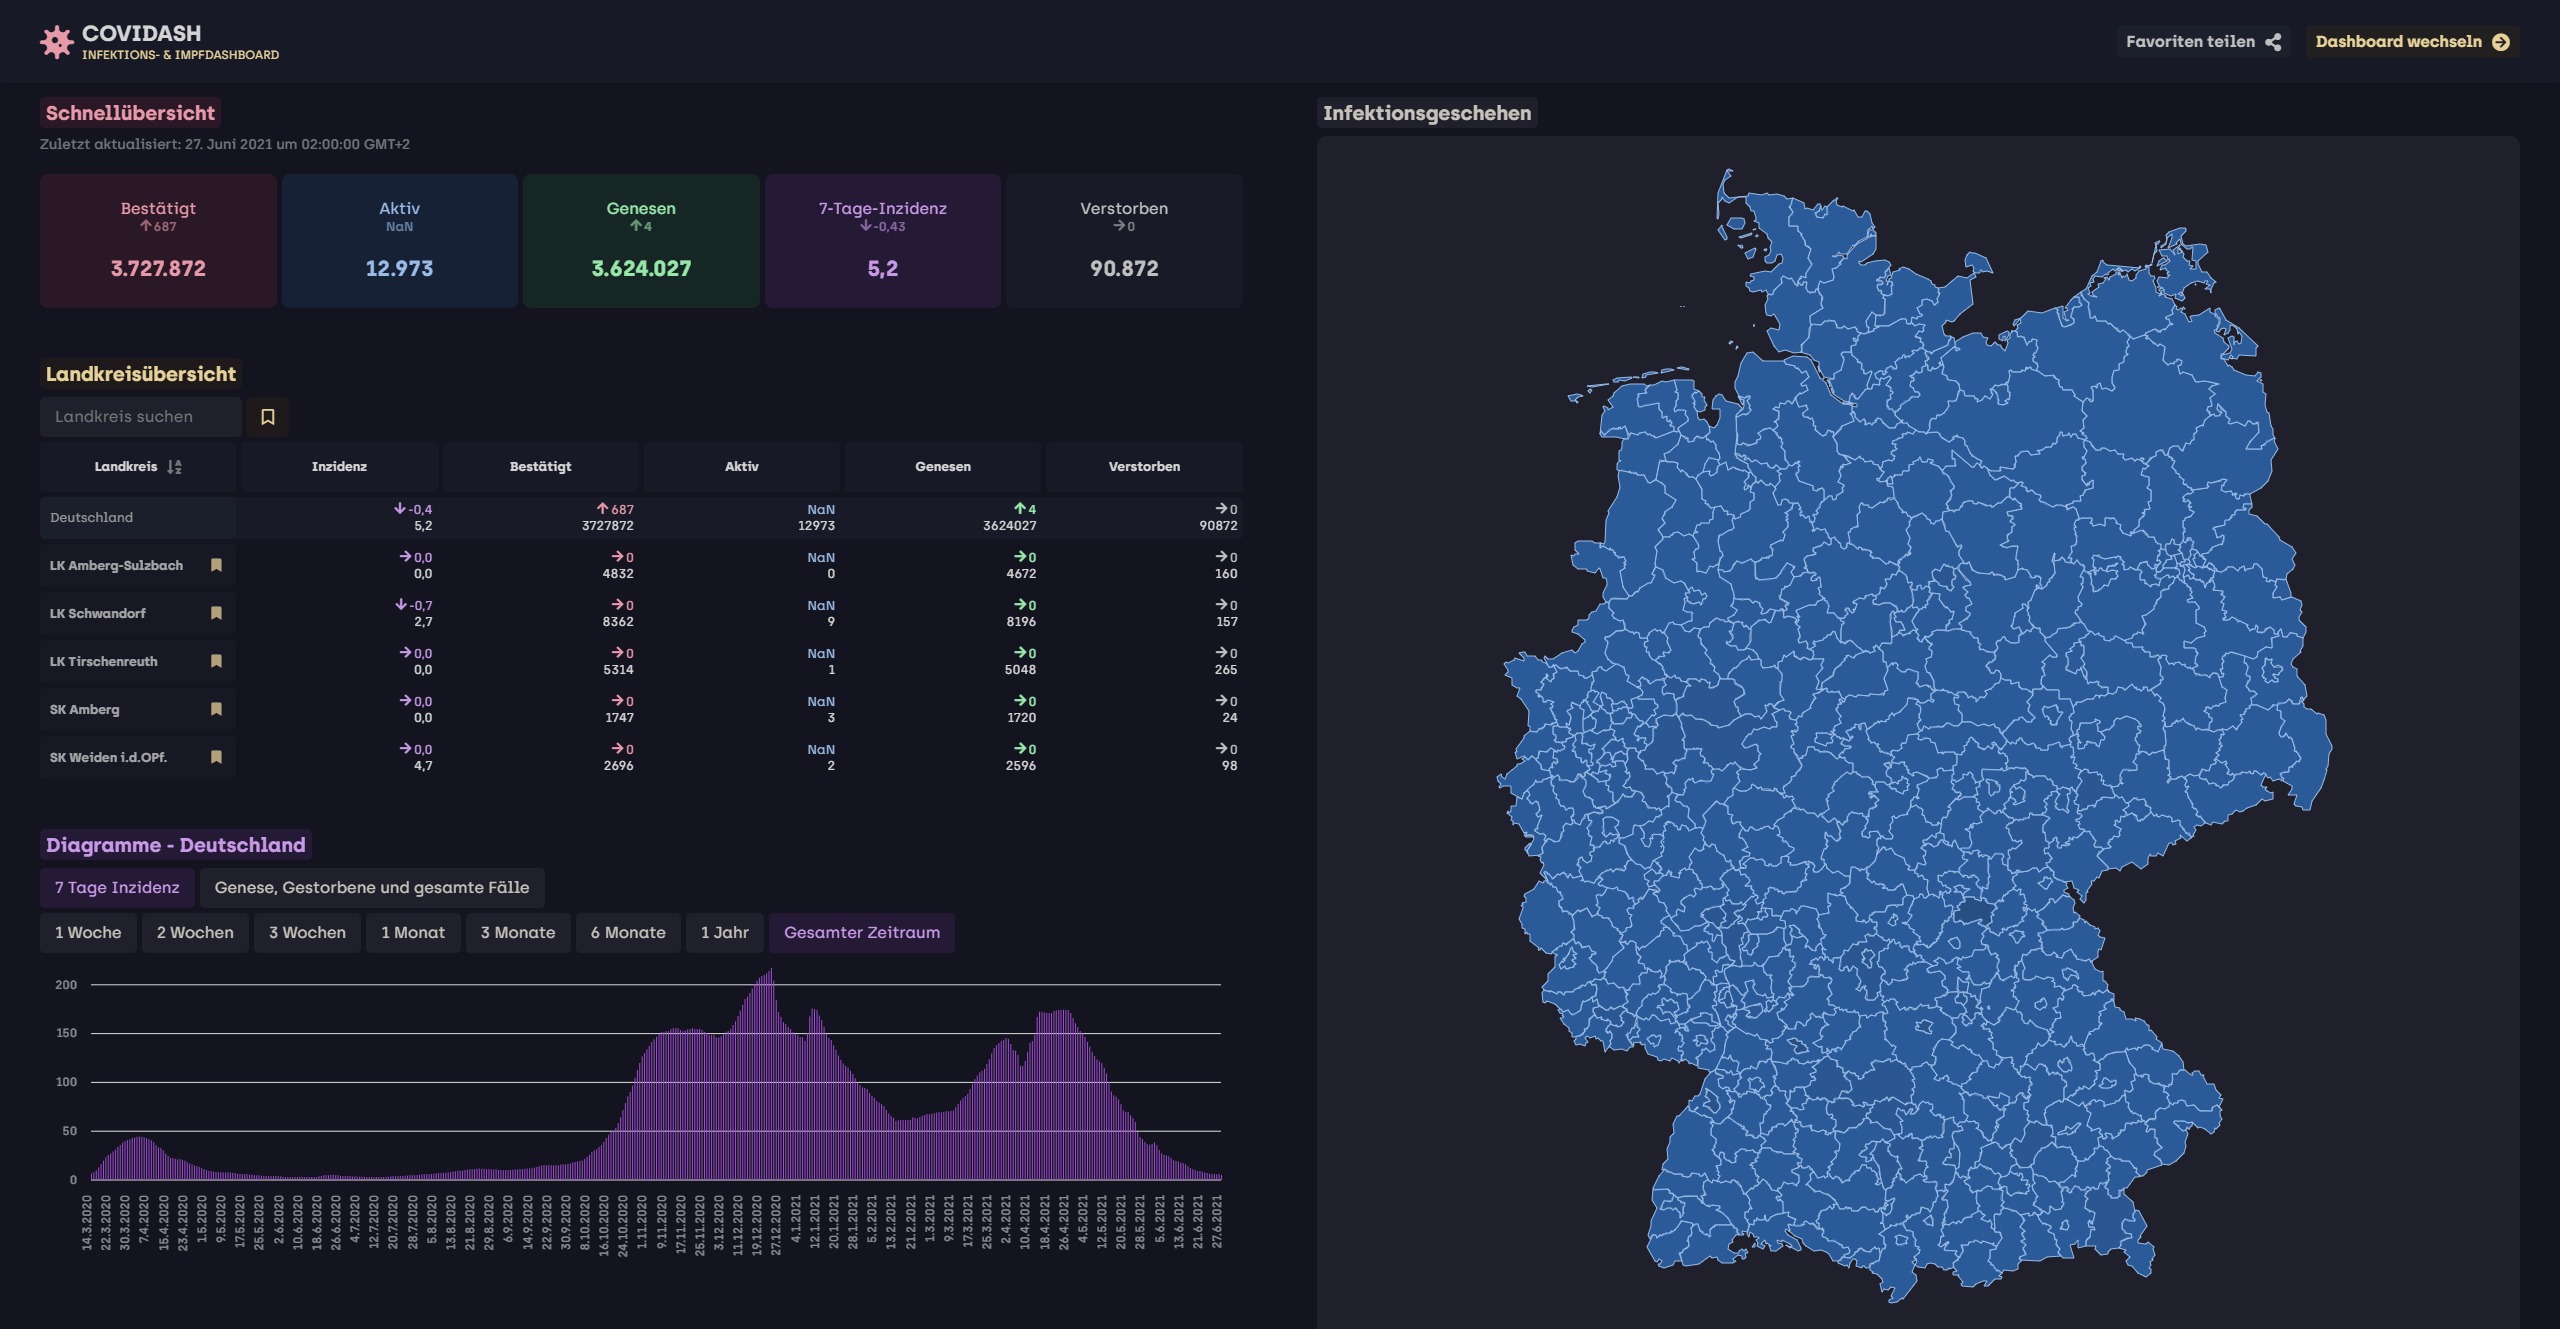 COVIDASH
INFEKTIONS- & IMPFDASHBOARD
Favoriten teilen
Dashboard wechseln
Schnellübersicht
Zuletzt aktualisiert: 27. Juni 2021 um 02:00:00 GMT+2
Bestätigt
↑687
3.727.872
Aktiv
NaN
12.973
Genesen
↑4
3.624.027
7-Tage-Inzidenz
↓-0,43
5,2
Verstorben
→0
90.872
Landkreisübersicht
Landkreis suchen
Landkreis Inzidenz Bestätigt Aktiv Genesen Verstorben
Deutschland
↓-0,4 ↑687 NaN ↑4 →0
5,2 3727872 12973 3624027 90872
LK Amberg-Sulzbach
→0,0 →0 NaN →0 →0
0,0 4832 0 4672 160
LK Schwandorf
↓-0,7 →0 NaN →0 →0
2,7 8362 9 8196 157
LK Tirschenreuth
→0,0 →0 NaN →0 →0
0,0 5314 1 5048 265
SK Amberg
→0,0 →0 NaN →0 →0
0,0 1747 3 1720 24
SK Weiden i.d.OPf.
→0,0 →0 NaN →0 →0
4,7 2696 2 2596 98
Diagramme - Deutschland
7 Tage Inzidenz Genese, Gestorbene und gesamte Fälle
1 Woche 2 Wochen 3 Wochen 1 Monat 3 Monate 6 Monate 1 Jahr Gesamter Zeitraum
200
150
100
50
0
14.3.2020
22.3.2020
30.3.2020
7.4.2020
15.4.2020
23.4.2020
1.5.2020
9.5.2020
17.5.2020
25.5.2020
2.6.2020
10.6.2020
18.6.2020
26.6.2020
4.7.2020
12.7.2020
20.7.2020
28.7.2020
5.8.2020
13.8.2020
21.8.2020
29.8.2020
6.9.2020
14.9.2020
22.9.2020
30.9.2020
8.10.2020
16.10.2020
24.10.2020
1.11.2020
9.11.2020
17.11.2020
25.11.2020
3.12.2020
11.12.2020
19.12.2020
27.12.2020
4.1.2021
12.1.2021
20.1.2021
28.1.2021
5.2.2021
13.2.2021
21.2.2021
1.3.2021
9.3.2021
17.3.2021
25.3.2021
2.4.2021
10.4.2021
18.4.2021
26.4.2021
4.5.2021
12.5.2021
20.5.2021
28.5.2021
5.6.2021
13.6.2021
21.6.2021
27.6.2021
Infektionsgeschehen